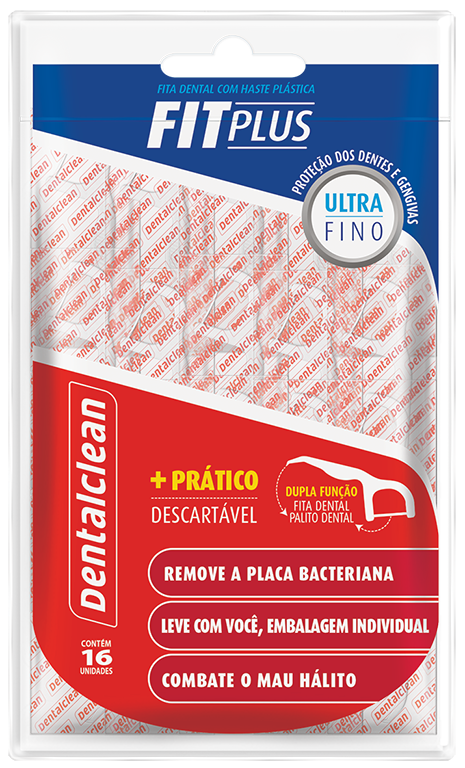 FITA DENTAL COM HASTE PLÁSTICA
FITPLUS
PROTEÇÃO DOS DENTES E GENGIVAS
ULTRA
FINO
Dentalclean
+ PRÁTICO
DESCARTÁVEL
DUPLA FUNÇÃO
FITA DENTAL
PALITO DENTAL
REMOVE A PLACA BACTERIANA
LEVE COM VOCÊ, EMBALAGEM INDIVIDUAL
COMBATE O MAU HÁLITO
CONTÉM
16
UNIDADES